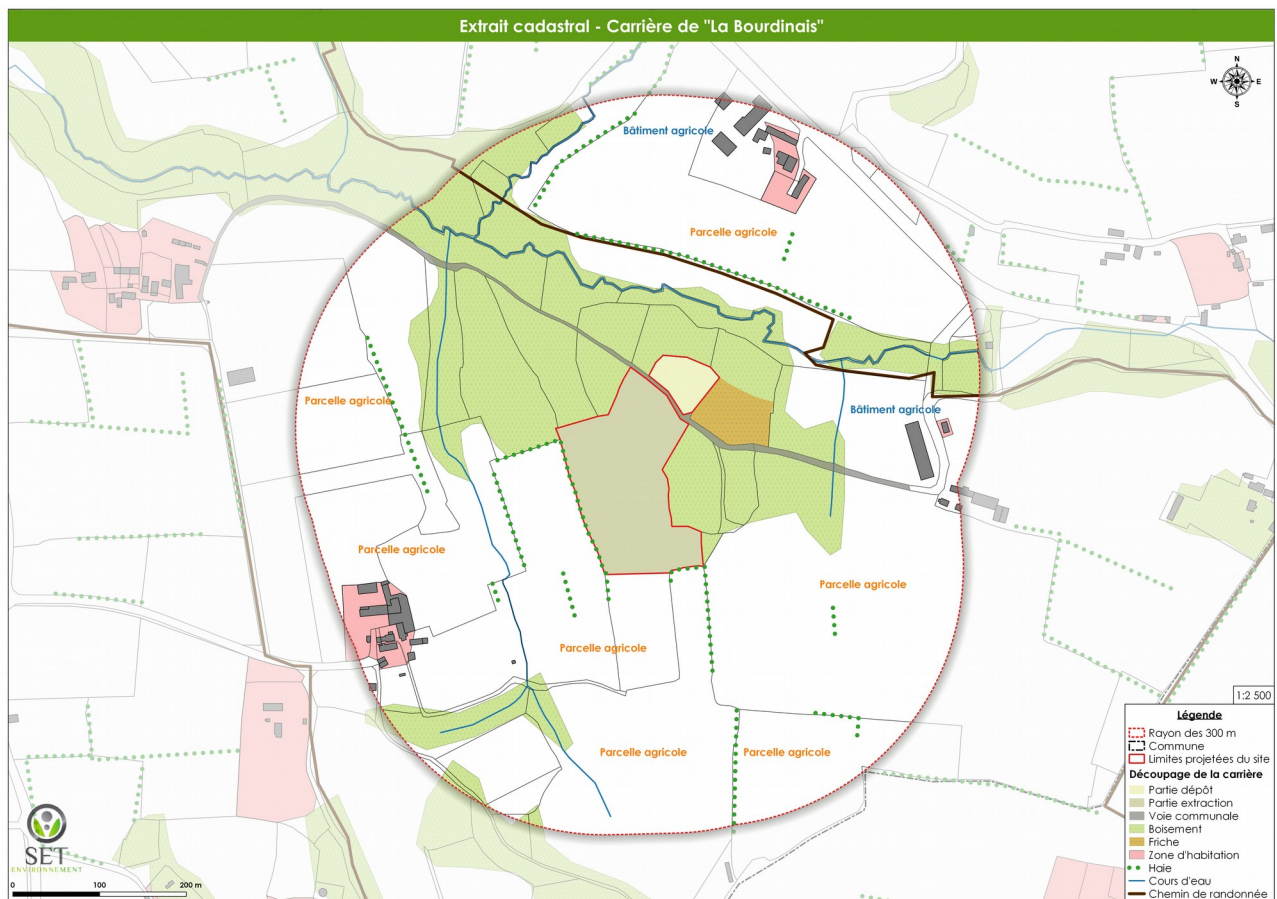 Extrait cadastral - Carrière de "La Bourdinais"
N
W E
S
Bâtiment agricole
Parcelle agricole
Parcelle agricole
Bâtiment agricole
Parcelle agricole
Parcelle agricole
Parcelle agricole
Parcelle agricole
Parcelle agricole
1:2 500
Légende
Rayon des 300 m
Commune
Limites projetées du site
Découpage de la carrière
Partie dépôt
Partie extraction
Voie communale
Boisement
Friche
Zone d'habitation
Haie
Cours d'eau
Chemin de randonnée
SET
ENVIRONNEMENT
0 100 200 m